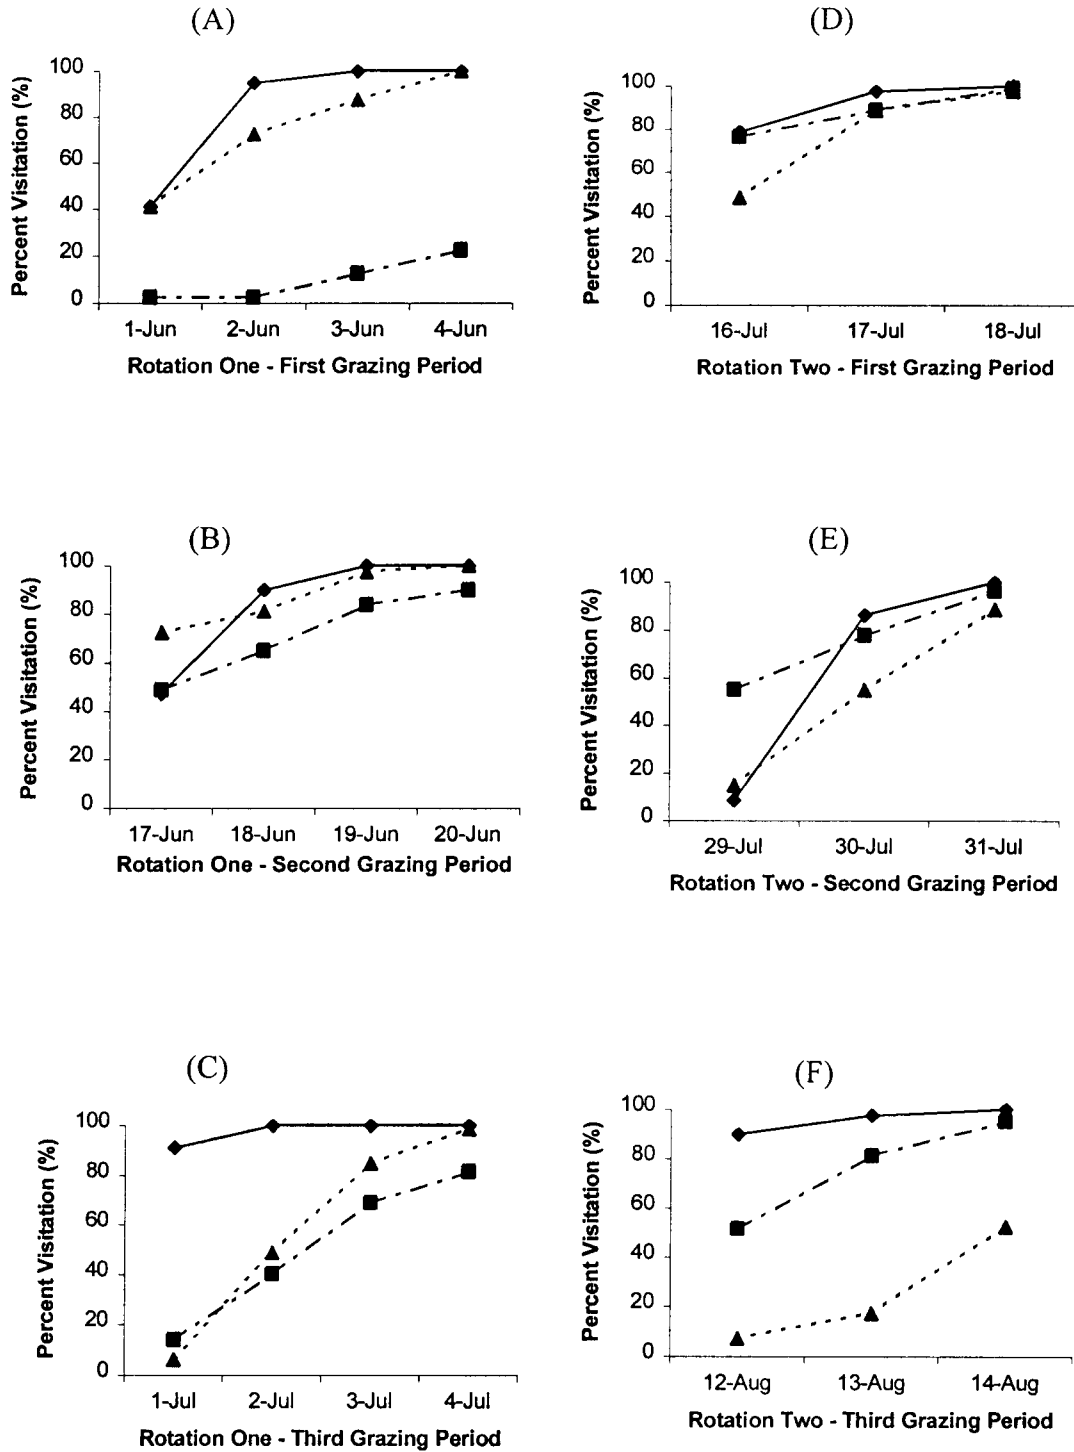 (A)
Percent Visitation (%)
100
80
60
40
20
0
1-Jun 2-Jun 3-Jun 4-Jun
Rotation One - First Grazing Period
(D)
Percent Visitation (%)
100
80
60
40
20
0
16-Jul 17-Jul 18-Jul
Rotation Two - First Grazing Period
(B)
Percent Visitation (%)
100
80
60
40
20
0
17-Jun 18-Jun 19-Jun 20-Jun
Rotation One - Second Grazing Period
(E)
Percent Visitation (%)
100
80
60
40
20
0
29-Jul 30-Jul 31-Jul
Rotation Two - Second Grazing Period
(C)
Percent Visitation (%)
100
80
60
40
20
0
1-Jul 2-Jul 3-Jul 4-Jul
Rotation One - Third Grazing Period
(F)
Percent Visitation (%)
100
80
60
40
20
0
12-Aug 13-Aug 14-Aug
Rotation Two - Third Grazing Period